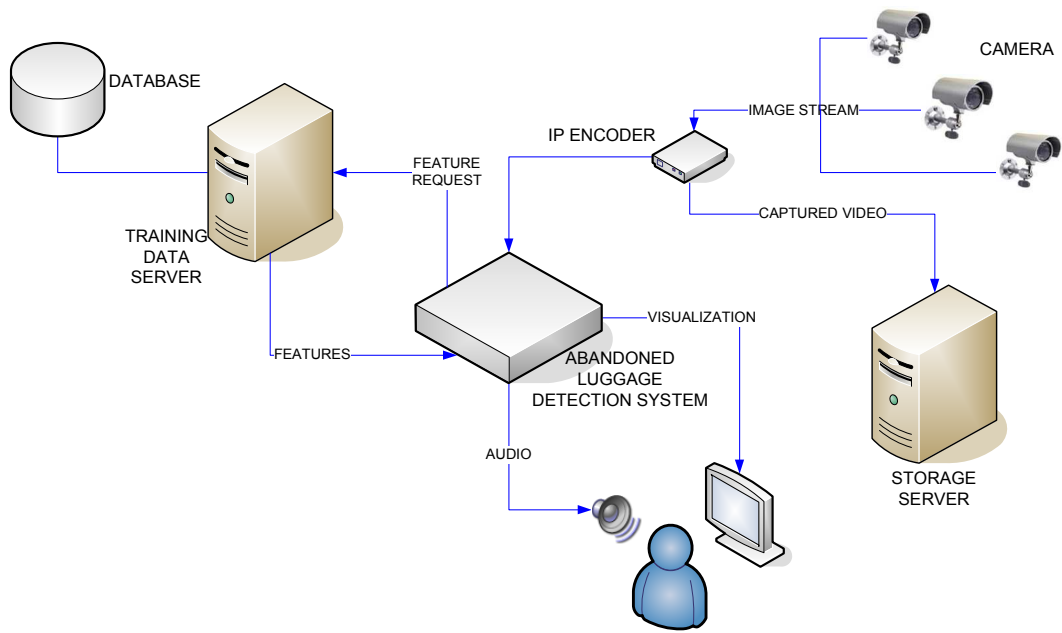 CAMERA
DATABASE
IMAGE STREAM
IP ENCODER
FEATURE
REQUEST
CAPTURED VIDEO
TRAINING
DATA
SERVER
VISUALIZATION
FEATURES
ABANDONED
LUGGAGE
DETECTION SYSTEM
AUDIO
STORAGE
SERVER